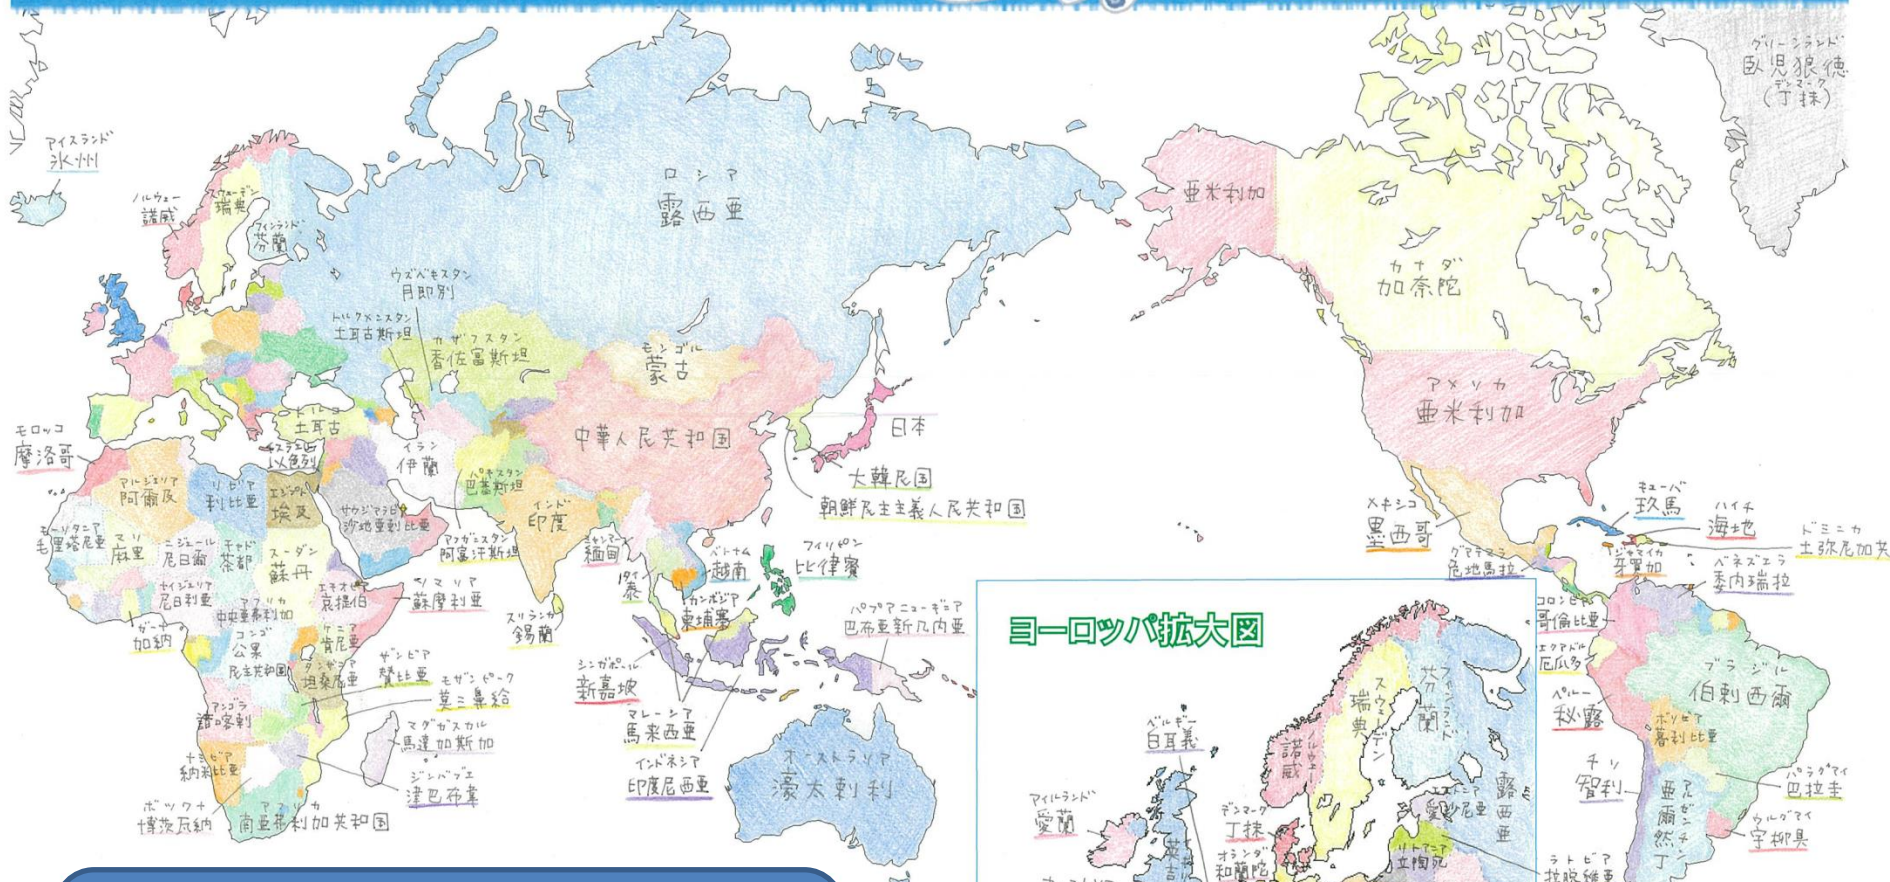 グリーンランド
臥児狼徳
デンマーク
(丁抹)
アイスランド
氷州
ノルウェー
諾威
スウェーデン
瑞典
フィンランド
芬蘭
ロシア
露西亜
亜米利加
カナダ
加奈陀
ウズベキスタン
月即別
トルクメニスタン
土耳古斯坦
カザフスタン
香佐富斯坦
モンゴル
蒙古
アメリカ
亜米利加
トルコ
土耳古
中華人民共和国
日本
大韓民国
朝鮮民主主義人民共和国
モロッコ
摩洛哥
イスラエル
以色列
イラン
伊蘭
パキスタン
巴基斯坦
アルジェリア
阿爾及
リビア
利比亜
エジプト
埃及
サウジアラビア
沙地亜剌比亜
インド
印度
アフガニスタン
阿富汗斯坦
ミャンマー
緬甸
ベトナム
越南
フィリピン
比律賓
メキシコ
墨西哥
キューバ
玖馬
ハイチ
海地
ドミニカ
土弥尼加共
ジャマイカ
牙買加
グアテマラ
危地馬拉
ベネズエラ
委内瑞拉
モーリタニア
毛里塔尼亜
マリ
麻里
ニジェール
尼日爾
チャド
茶都
スーダン
蘇丹
ナイジェリア
尼日利亜
アフリカ
中央亜弗利加
エチオピア
哀提伯
ソマリア
蘇摩利亜
スリランカ
錫蘭
タイ
泰
カンボジア
柬埔寨
パプアニューギニア
巴布亜新几内亜
ガーナ
加納
コンゴ
公果
民主共和国
ケニア
肯尼亜
タンザニア
坦桑尼亜
ザンビア
賛比亜
モザンビーク
莫三鼻給
マダガスカル
馬達加斯加
アンゴラ
ナミビア
納米比亜
ジンバブエ
津巴布韋
ボツワナ
博茨瓦納
アフリカ
南亜弗利加共和国
シンガポール
新嘉坡
マレーシア
馬来西亜
インドネシア
印度尼西亜
オーストラリア
濠太剌利
コロンビア
哥倫比亜
エクアドル
厄瓜多
ペルー
秘露
ブラジル
伯剌西爾
ボリビア
暮利比亜
チリ
智利
アルゼンチン
亜爾然丁
パラグアイ
巴拉圭
ウルグアイ
宇柳具
ヨーロッパ拡大図
ベルギー
白耳義
アイルランド
愛蘭
ノルウェー
諾威
スウェーデン
瑞典
フィンランド
芬蘭
露西亜
デンマーク
丁抹
オランダ
和蘭陀
リトアニア
立陶宛
ラトビア